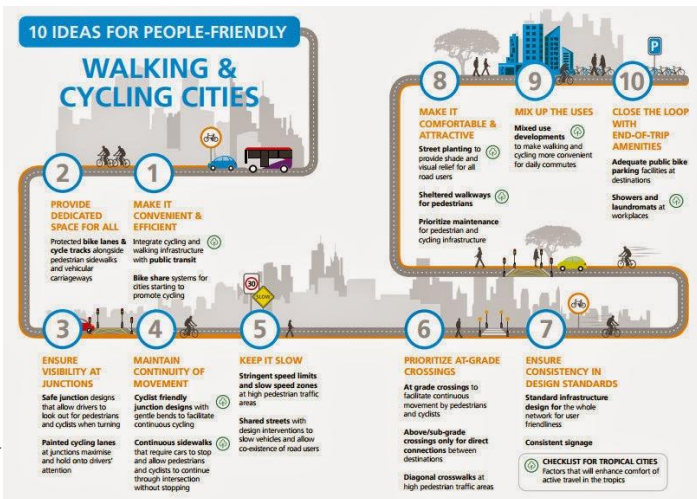 10 IDEAS FOR PEOPLE-FRIENDLY
WALKING &
CYCLING CITIES
1
MAKE IT
CONVENIENT &
EFFICIENT
Integrate cycling and
walking infrastructure
with public transit
Bike share systems for
cities starting to
promote cycling
2
PROVIDE
DEDICATED
SPACE FOR ALL
Protected bike lanes &
cycle tracks alongside
pedestrian sidewalks
and vehicular
carriageways
3
ENSURE
VISIBILITY AT
JUNCTIONS
Safe junction designs
that allow drivers to
look out for pedestrians
and cyclists when turning
Painted cycling lanes
at junctions maximise
and hold onto drivers'
attention
4
MAINTAIN
CONTINUITY OF
MOVEMENT
Cyclist friendly
junction designs with
gentle bends to facilitate
continuous cycling
Continuous sidewalks
that require cars to stop
and allow pedestrians
and cyclists to continue
through intersection
without stopping
30
SLOW
5
KEEP IT SLOW
Stringent speed limits
and slow speed zones
at high pedestrian traffic
areas
Shared streets with
design interventions to
slow vehicles and allow
co-existence of road users
6
PRIORITIZE AT-GRADE
CROSSINGS
At grade crossings to
facilitate continuous
movement by pedestrians
and cyclists
Above/sub-grade
crossings only for direct
connections between
destinations
Diagonal crosswalks at
high pedestrian traffic areas
7
ENSURE
CONSISTENCY IN
DESIGN STANDARDS
Standard infrastructure
design for the whole
network for user
friendliness
Consistent signage
8
MAKE IT
COMFORTABLE &
ATTRACTIVE
Street planting to
provide shade and
visual relief for all
road users
Sheltered walkways
for pedestrians
Prioritize maintenance
for pedestrian and
cycling infrastructure
9
MIX UP THE USES
Mixed use
developments
to make walking and
cycling more convenient
for daily commutes
P
10
CLOSE THE LOOP
WITH
END-OF-TRIP
AMENITIES
Adequate public bike
parking facilities at
destinations
Showers and
laundromats at
workplaces
CHECKLIST FOR TROPICAL CITIES
Factors that will enhance comfort of
active travel in the tropics